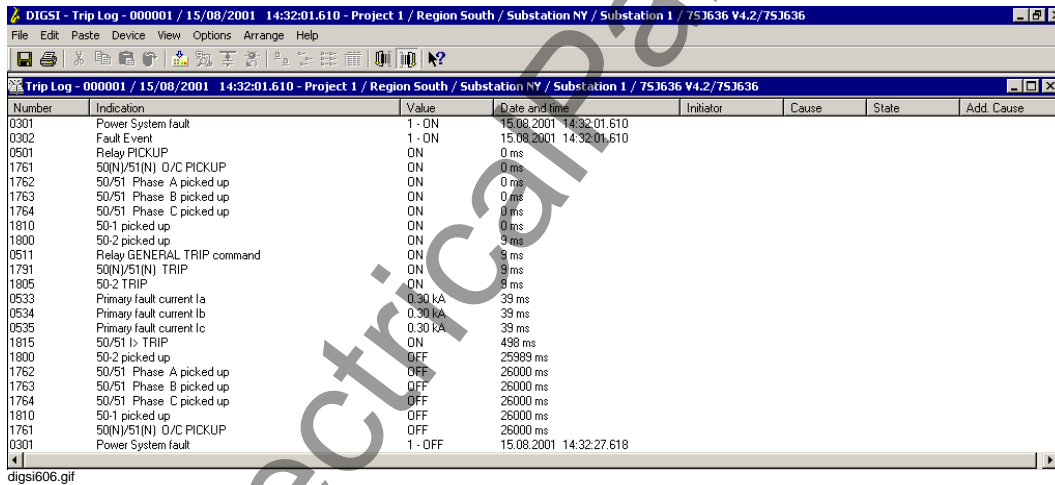 DIGSI - Trip Log - 000001 / 15/08/2001 14:32:01.610 - Project 1 / Region South / Substation NY / Substation 1 / 7SJ636 V4.2/7SJ636
File Edit Paste Device View Options Arrange Help
Trip Log - 000001 / 15/08/2001 14:32:01.610 - Project 1 / Region South / Substation NY / Substation 1 / 7SJ636 V4.2/7SJ636
Number Indication Value Date and time Initiator Cause State Add. Cause
0301 Power System fault 1 - ON 15.08.2001 14:32:01.610
0302 Fault Event 1 - ON 15.08.2001 14:32:01.610
0501 Relay PICKUP ON 0 ms
1761 50(N)/51(N) O/C PICKUP ON 0 ms
1762 50/51 Phase A picked up ON 0 ms
1763 50/51 Phase B picked up ON 0 ms
1764 50/51 Phase C picked up ON 0 ms
1810 50-1 picked up ON 0 ms
1800 50-2 picked up ON 9 ms
0511 Relay GENERAL TRIP command ON 9 ms
1791 50(N)/51(N) TRIP ON 9 ms
1805 50-2 TRIP ON 9 ms
0533 Primary fault current Ia 0.30 kA 39 ms
0534 Primary fault current Ib 0.30 kA 39 ms
0535 Primary fault current Ic 0.30 kA 39 ms
1815 50/51 I> TRIP ON 498 ms
1800 50-2 picked up OFF 25989 ms
1762 50/51 Phase A picked up OFF 26000 ms
1763 50/51 Phase B picked up OFF 26000 ms
1764 50/51 Phase C picked up OFF 26000 ms
1810 50-1 picked up OFF 26000 ms
1761 50(N)/51(N) O/C PICKUP OFF 26000 ms
0301 Power System fault 1 - OFF 15.08.2001 14:32:27.618
digsi606.gif
ectricalPa